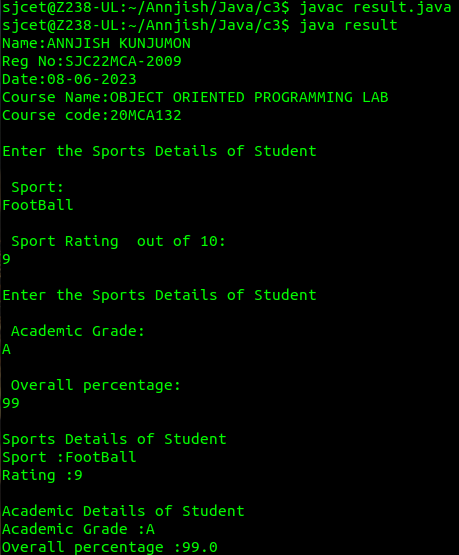 sjcet@Z238-UL:~/Annjish/Java/c3$ javac result.java
sjcet@Z238-UL:~/Annjish/Java/c3$ java result
Name:ANNJISH KUNJUMON
Reg No:SJC22MCA-2009
Date:08-06-2023
Course Name:OBJECT ORIENTED PROGRAMMING LAB
Course code:20MCA132
Enter the Sports Details of Student
Sport:
FootBall
Sport Rating  out of 10:
9
Enter the Sports Details of Student
Academic Grade:
A
Overall percentage:
99
Sports Details of Student
Sport :FootBall
Rating :9
Academic Details of Student
Academic Grade :A
Overall percentage :99.0